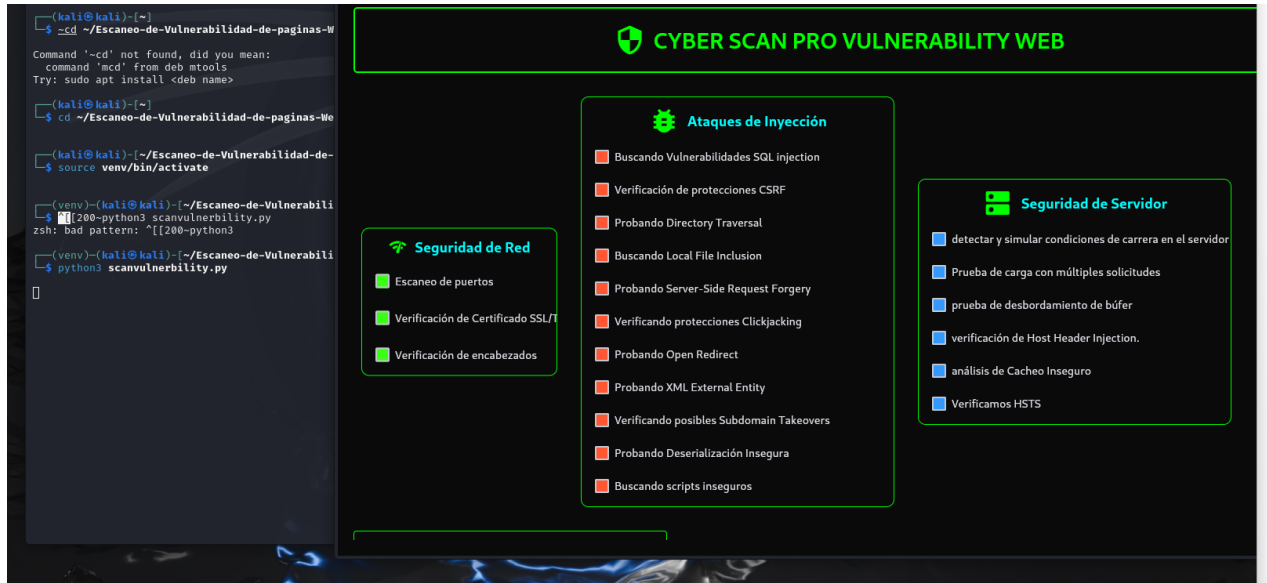 (kali㉿kali)-[~]
$ ~cd ~/Escaneo-de-Vulnerabilidad-de-paginas-W
Command '~cd' not found, did you mean:
command 'mcd' from deb mtools
Try: sudo apt install <deb name>
(kali㉿kali)-[~]
$ cd ~/Escaneo-de-Vulnerabilidad-de-paginas-We
(kali㉿kali)-[~/Escaneo-de-Vulnerabilidad-de-
$ source venv/bin/activate
(venv)─(kali㉿kali)-[~/Escaneo-de-Vulnerabili
$ ^[[200~python3 scanvulnerbility.py
zsh: bad pattern: ^[[200~python3
(venv)─(kali㉿kali)-[~/Escaneo-de-Vulnerabili
$ python3 scanvulnerbility.py
CYBER SCAN PRO VULNERABILITY WEB
Seguridad de Red
Escaneo de puertos
Verificación de Certificado SSL/T
Verificación de encabezados
Ataques de Inyección
Buscando Vulnerabilidades SQL injection
Verificación de protecciones CSRF
Probando Directory Traversal
Buscando Local File Inclusion
Probando Server-Side Request Forgery
Verificando protecciones Clickjacking
Probando Open Redirect
Probando XML External Entity
Verificando posibles Subdomain Takeovers
Probando Deserialización Insegura
Buscando scripts inseguros
Seguridad de Servidor
detectar y simular condiciones de carrera en el servidor
Prueba de carga con múltiples solicitudes
prueba de desbordamiento de búfer
verificación de Host Header Injection.
análisis de Cacheo Inseguro
Verificamos HSTS